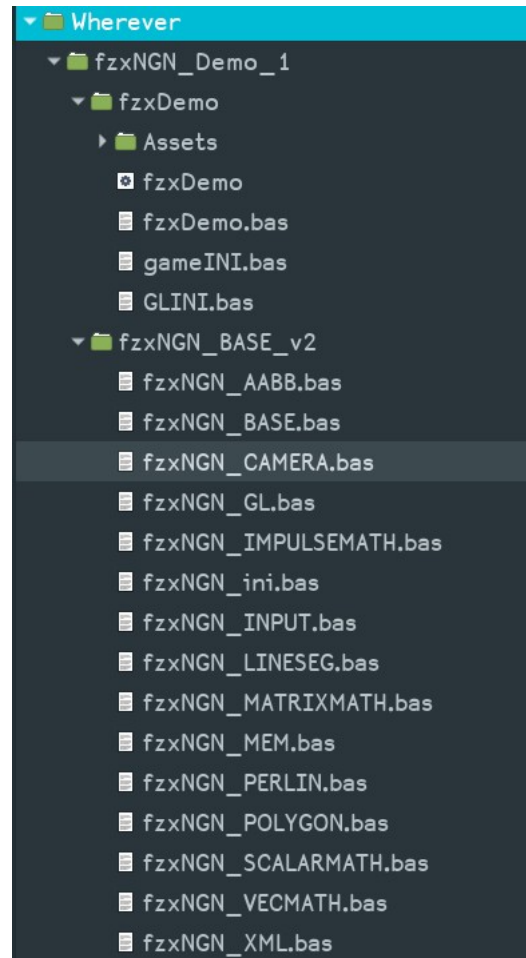 Wherever
fzxNGN_Demo_1
fzxDemo
Assets
fzxDemo
fzxDemo.bas
gameINI.bas
GLINI.bas
fzxNGN_BASE_v2
fzxNGN_AABB.bas
fzxNGN_BASE.bas
fzxNGN_CAMERA.bas
fzxNGN_GL.bas
fzxNGN_IMPULSEMATH.bas
fzxNGN_ini.bas
fzxNGN_INPUT.bas
fzxNGN_LINESEG.bas
fzxNGN_MATRIXMATH.bas
fzxNGN_MEM.bas
fzxNGN_PERLIN.bas
fzxNGN_POLYGON.bas
fzxNGN_SCALARMATH.bas
fzxNGN_VECMATH.bas
fzxNGN_XML.bas